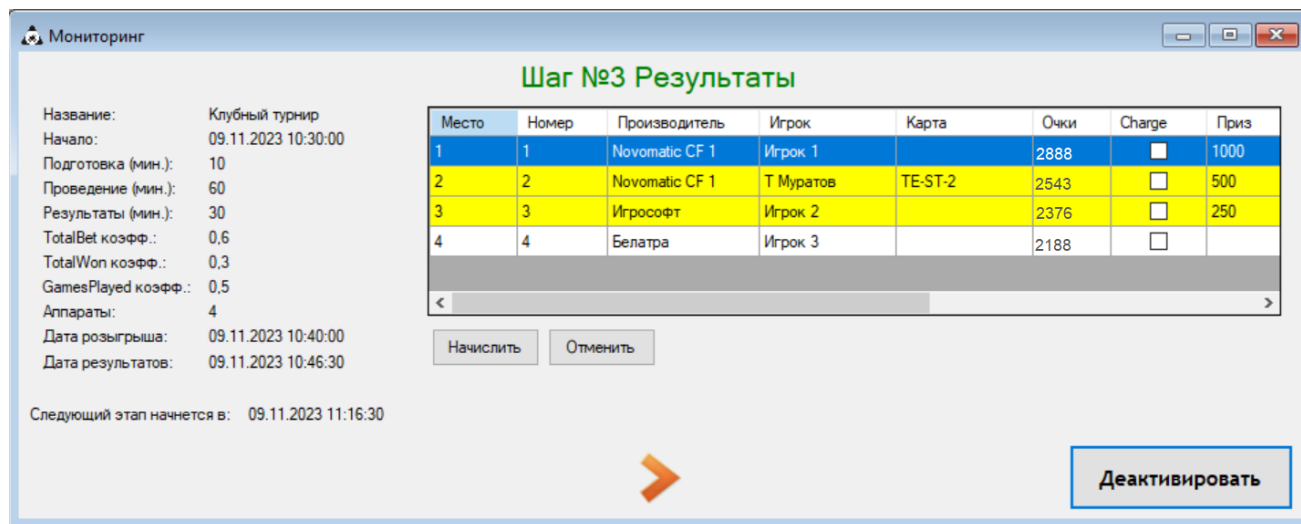 Мониторинг
Шаг №3 Результаты
Название: Клубный турнир
Начало: 09.11.2023 10:30:00
Подготовка (мин.): 10
Проведение (мин.): 60
Результаты (мин.): 30
TotalBet коэфф.: 0,6
TotalWon коэфф.: 0,3
GamesPlayed коэфф.: 0,5
Аппараты: 4
Дата розыгрыша: 09.11.2023 10:40:00
Дата результатов: 09.11.2023 10:46:30
Следующий этап начнется в: 09.11.2023 11:16:30
Место Номер Производитель Игрок Карта Очки Charge Приз
1 1 Novomatic CF 1 Игрок 1 2888 1000
2 2 Novomatic CF 1 Т Муратов TE-ST-2 2543 500
3 3 Игрософт Игрок 2 2376 250
4 4 Белатра Игрок 3 2188
Начислить Отменить
Деактивировать